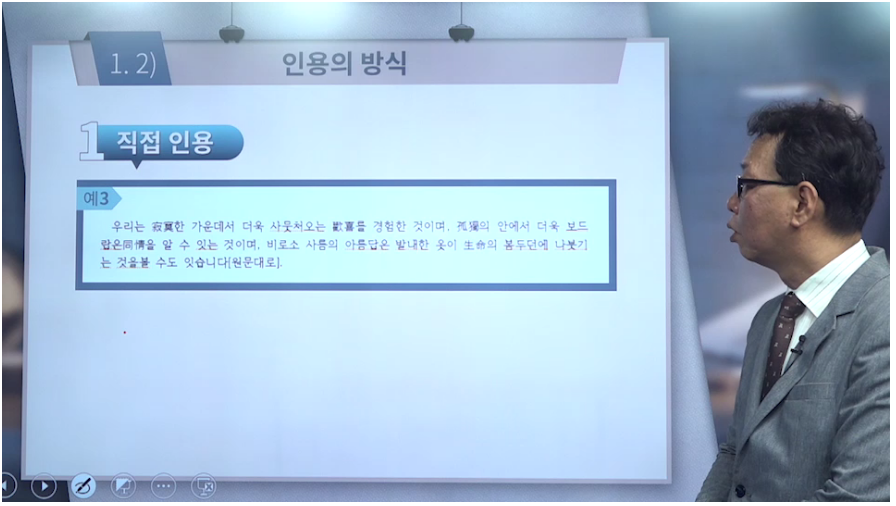 1. 2)
인용의 방식
1 직접 인용
예3
우리는 寂寞한 가운데서 더욱 사뭇처오는 歡喜를 경험한 것이며, 孤獨의 안에서 더욱 보드
랍은同情을 알 수 잇는 것이며, 비로소 사름의 아름답은 발내한 옷이 生命의 봄두던에 나붓기
는 것을볼 수도 잇습니다[원문대로].